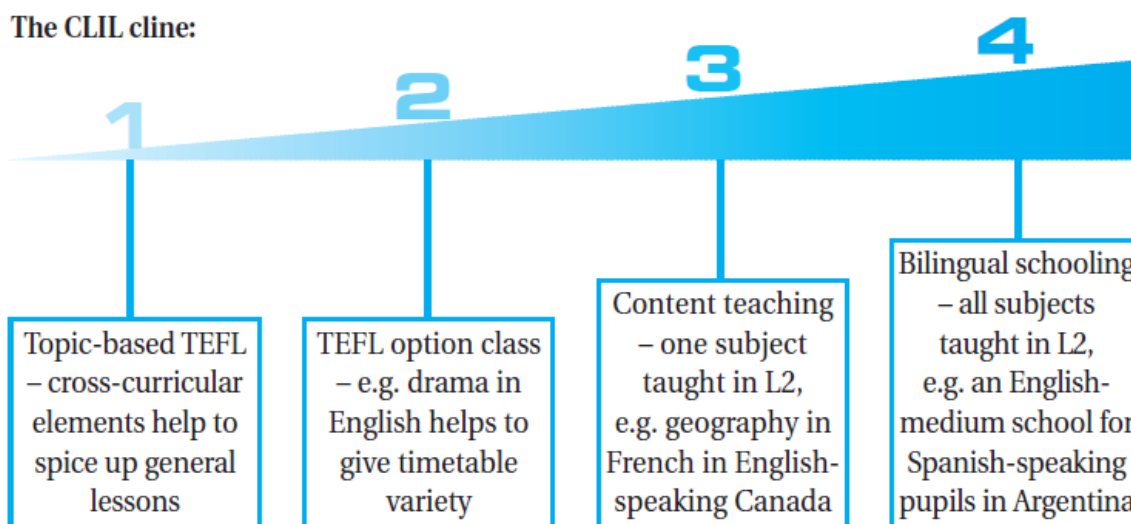 The CLIL cline:
1
2
3
4
Topic-based TEFL
– cross-curricular
elements help to
spice up general
lessons
TEFL option class
– e.g. drama in
English helps to
give timetable
variety
Content teaching
– one subject
taught in L2,
e.g. geography in
French in English-
speaking Canada
Bilingual schooling
– all subjects
taught in L2,
e.g. an English-
medium school for
Spanish-speaking
pupils in Argentina